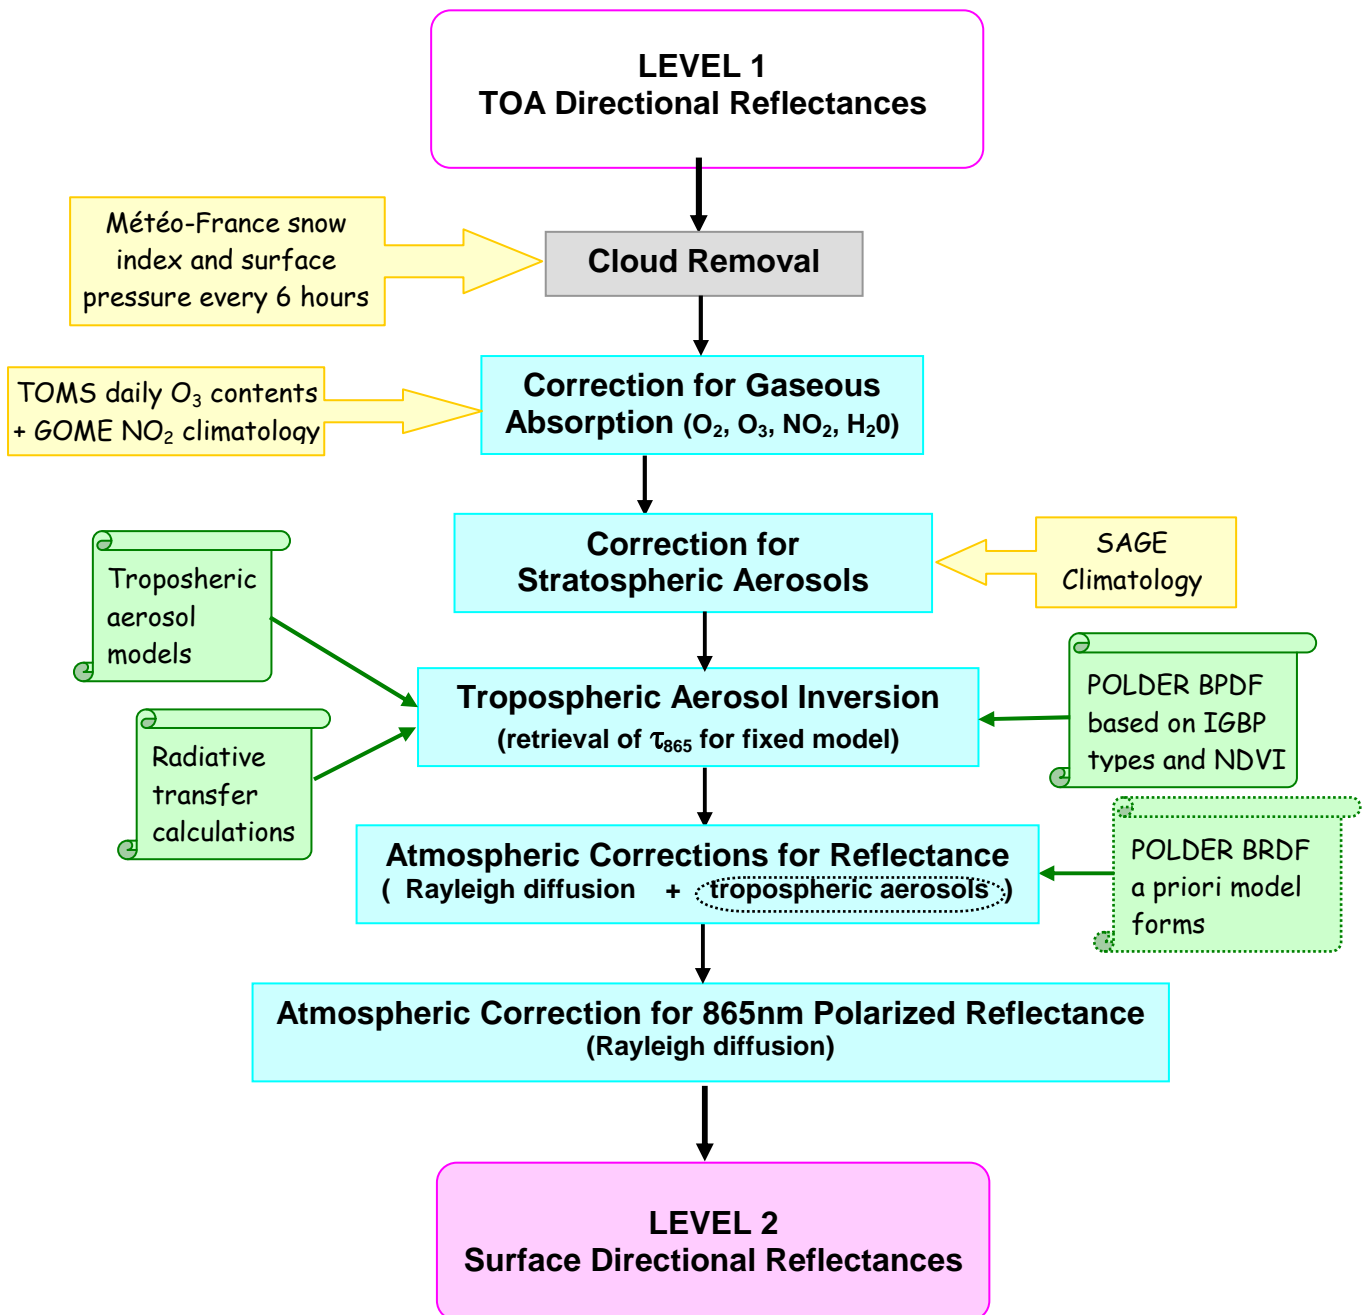 LEVEL 1
TOA Directional Reflectances
Météo-France snow
index and surface
pressure every 6 hours
Cloud Removal
TOMS daily O₃ contents
+ GOME NO₂ climatology
Correction for Gaseous
Absorption (O₂, O₃, NO₂, H₂0)
Correction for
Stratospheric Aerosols
SAGE
Climatology
Troposheric
aerosol
models
Tropospheric Aerosol Inversion
(retrieval of τ₈₆₅ for fixed model)
POLDER BPDF
based on IGBP
types and NDVI
Radiative
transfer
calculations
Atmospheric Corrections for Reflectance
( Rayleigh diffusion + tropospheric aerosols )
POLDER BRDF
a priori model
forms
Atmospheric Correction for 865nm Polarized Reflectance
(Rayleigh diffusion)
LEVEL 2
Surface Directional Reflectances